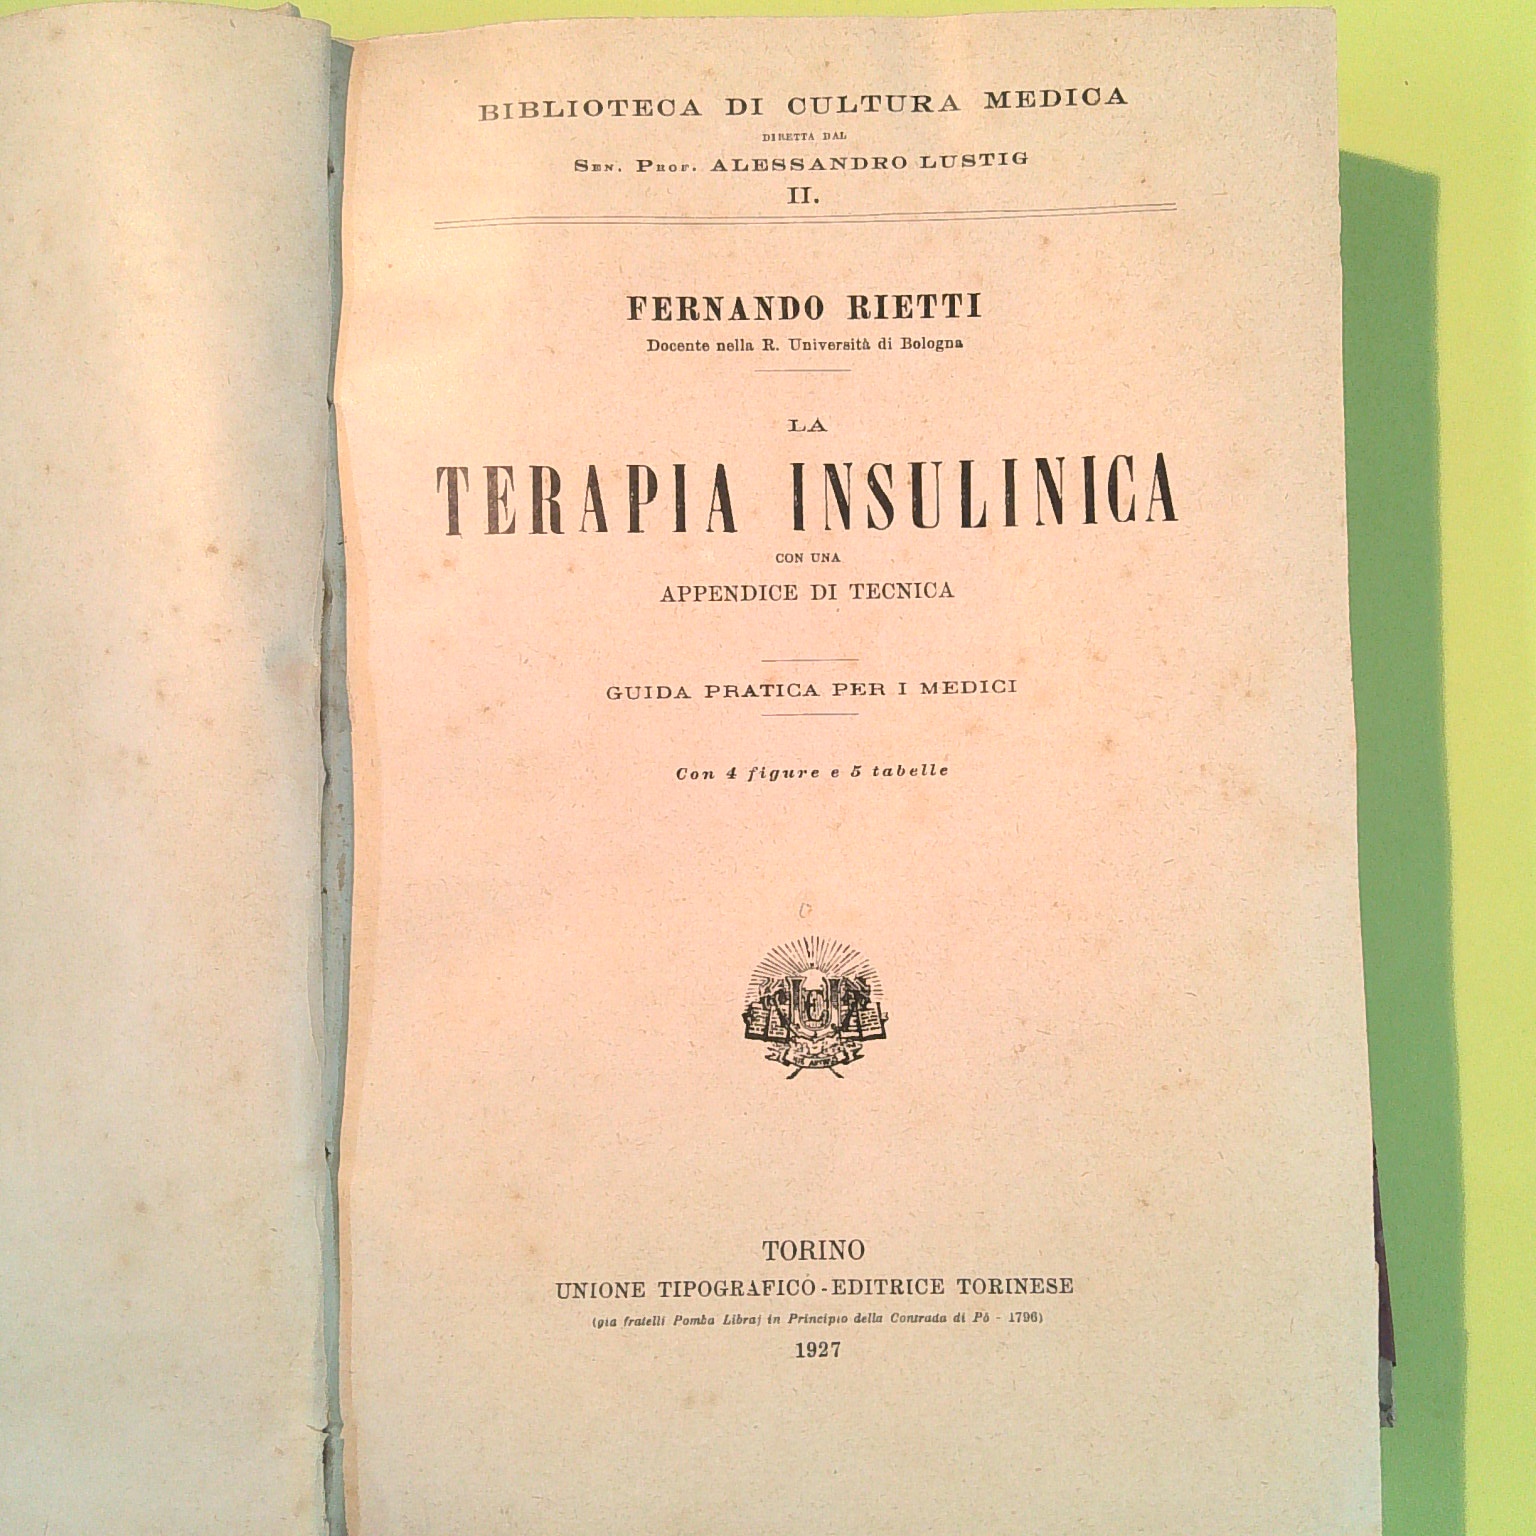 BIBLIOTECA DI CULTURA MEDICA
DIRETTA DAL
SEN. PROF. ALESSANDRO LUSTIG
II.
FERNANDO RIETTI
Docente nella R. Università di Bologna
LA
TERAPIA INSULINICA
CON UNA
APPENDICE DI TECNICA
GUIDA PRATICA PER I MEDICI
Con 4 figure e 5 tabelle
TORINO
UNIONE TIPOGRAFICO-EDITRICE TORINESE
(già fratelli Pomba Libraj in Principio della Contrada di Pò - 1796)
1927